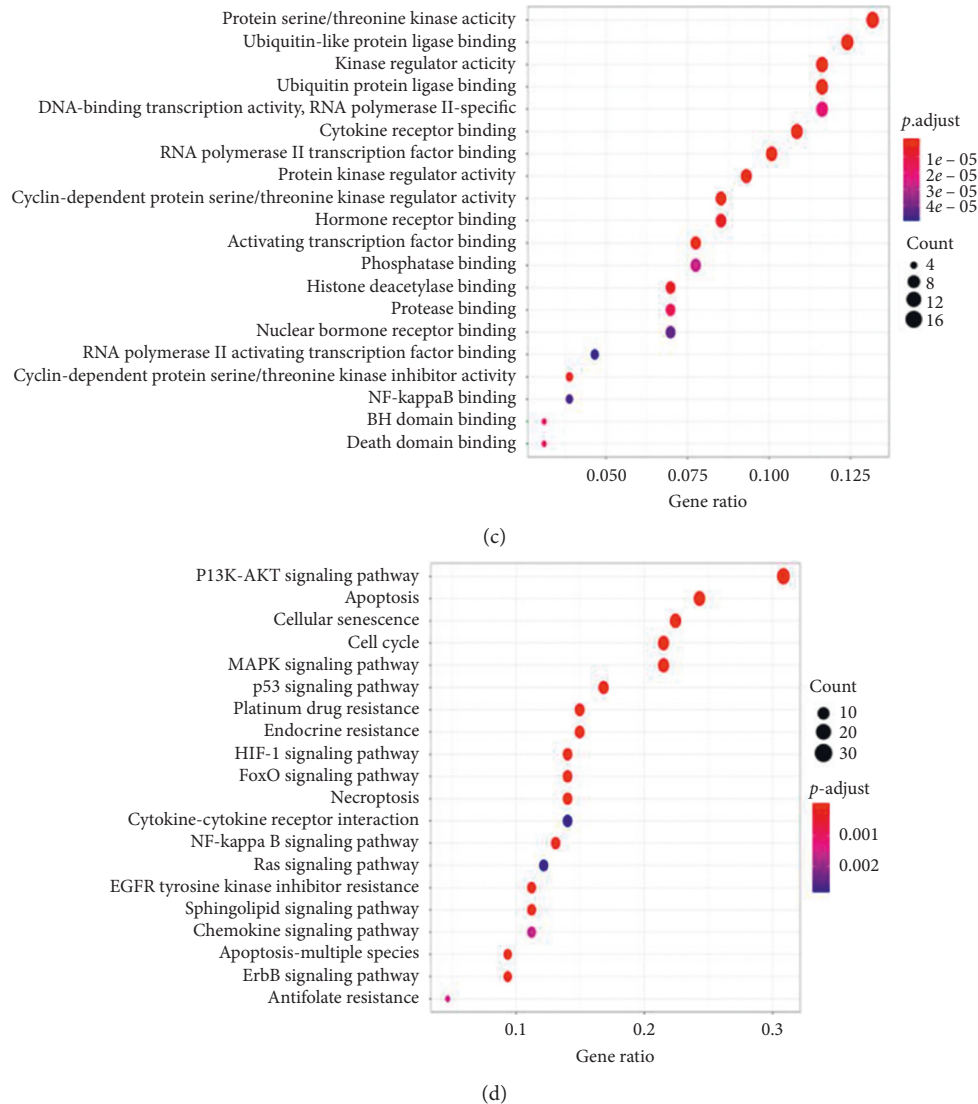 Protein serine/threonine kinase acticity
Ubiquitin-like protein ligase binding
Kinase regulator acticity
Ubiquitin protein ligase binding
DNA-binding transcription activity, RNA polymerase II-specific
Cytokine receptor binding
RNA polymerase II transcription factor binding
Protein kinase regulator activity
Cyclin-dependent protein serine/threonine kinase regulator activity
Hormone receptor binding
Activating transcription factor binding
Phosphatase binding
Histone deacetylase binding
Protease binding
Nuclear bormone receptor binding
RNA polymerase II activating transcription factor binding
Cyclin-dependent protein serine/threonine kinase inhibitor activity
NF-kappaB binding
BH domain binding
Death domain binding
0.050 0.075 0.100 0.125
Gene ratio
p.adjust
1e – 05
2e – 05
3e – 05
4e – 05
Count
4
8
12
16
(c)
P13K-AKT signaling pathway
Apoptosis
Cellular senescence
Cell cycle
MAPK signaling pathway
p53 signaling pathway
Platinum drug resistance
Endocrine resistance
HIF-1 signaling pathway
FoxO signaling pathway
Necroptosis
Cytokine-cytokine receptor interaction
NF-kappa B signaling pathway
Ras signaling pathway
EGFR tyrosine kinase inhibitor resistance
Sphingolipid signaling pathway
Chemokine signaling pathway
Apoptosis-multiple species
ErbB signaling pathway
Antifolate resistance
0.1 0.2 0.3
Gene ratio
Count
10
20
30
p-adjust
0.001
0.002
(d)